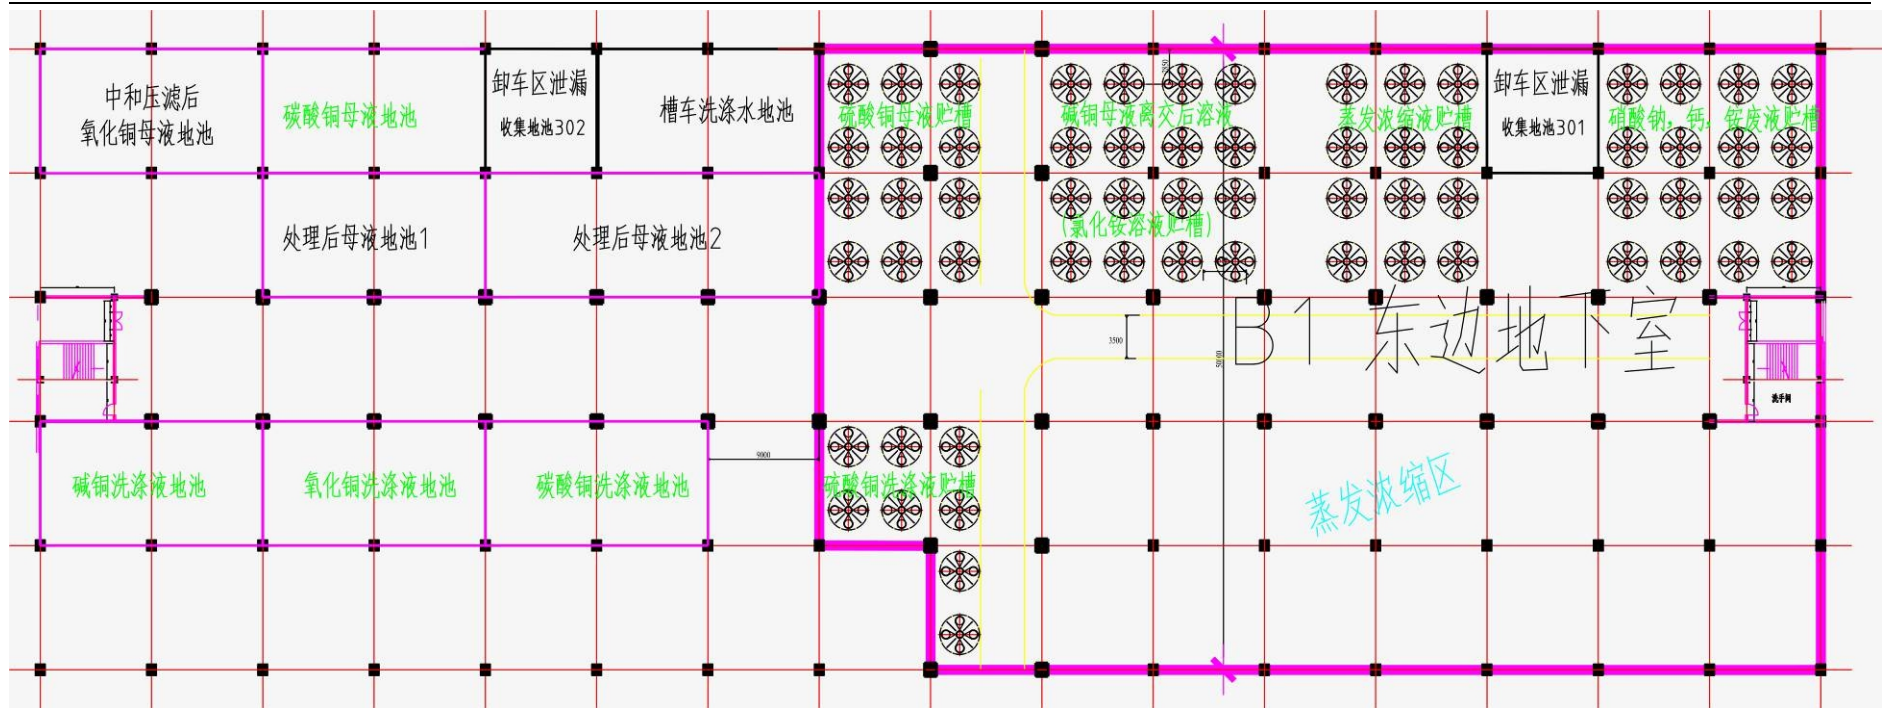 中和压滤后
氧化铜母液地池
碳酸铜母液地池
卸车区泄漏
收集地池302
槽车洗涤水地池
硫酸铜母液贮槽
碱铜母液离交后溶液
(氯化铵溶液贮槽)
蒸发浓缩液贮槽
卸车区泄漏
收集地池301
硝酸钠，钙，铵废液贮槽
2850
处理后母液地池1
处理后母液地池2
B1 东边地下室
3500
洗手间
碱铜洗涤液地池
氧化铜洗涤液地池
碳酸铜洗涤液地池
9000
硫酸铜洗涤液贮槽
蒸发浓缩区